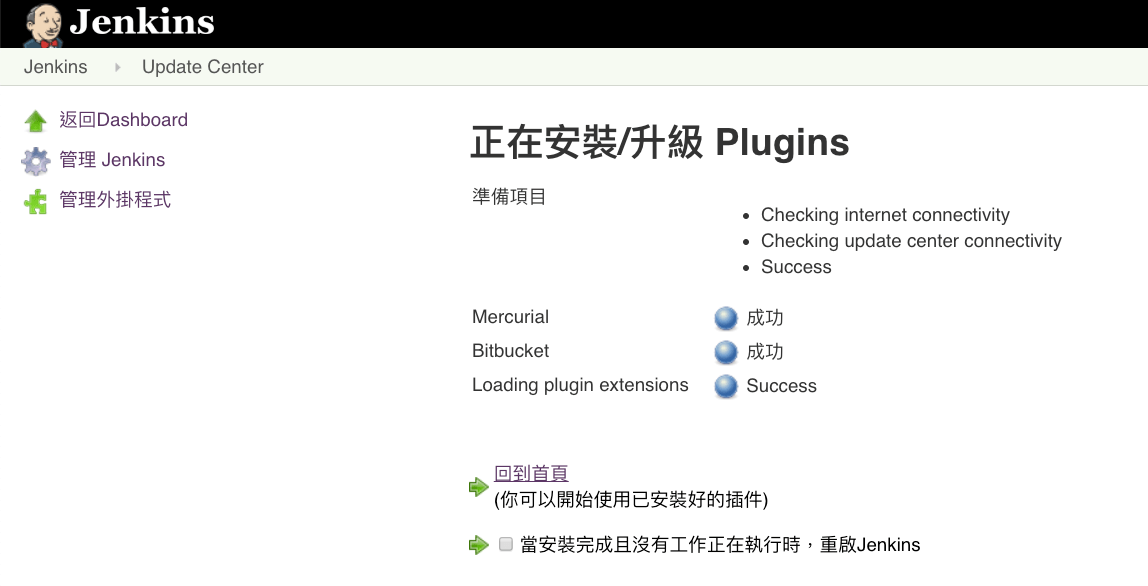 Jenkins
Jenkins Update Center
返回Dashboard
管理 Jenkins
管理外掛程式
正在安裝/升級 Plugins
準備項目
Checking internet connectivity
Checking update center connectivity
Success
Mercurial 成功
Bitbucket 成功
Loading plugin extensions Success
回到首頁
(你可以開始使用已安裝好的插件)
當安裝完成且沒有工作正在執行時，重啟Jenkins